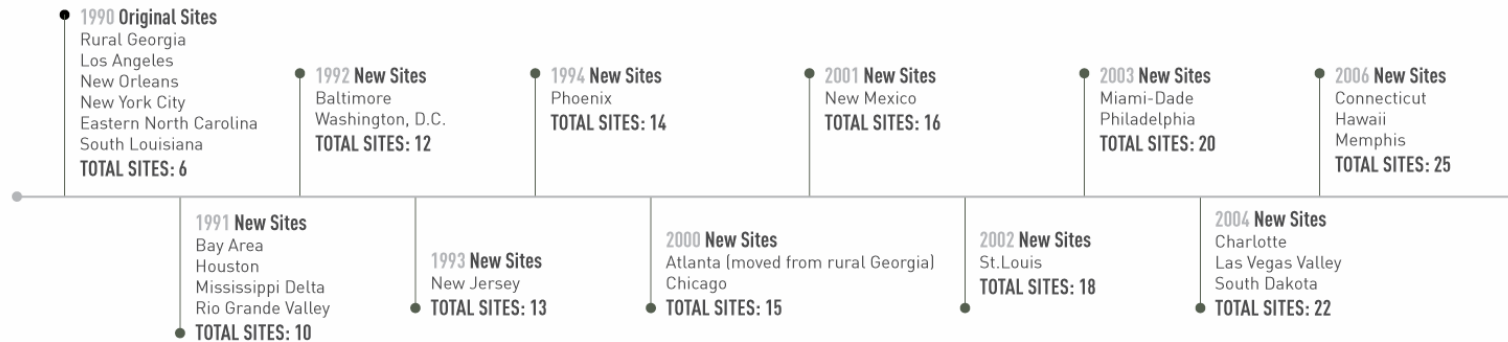 1990 Original Sites
Rural Georgia
Los Angeles
New Orleans
New York City
Eastern North Carolina
South Louisiana
TOTAL SITES: 6
1991 New Sites
Bay Area
Houston
Mississippi Delta
Rio Grande Valley
TOTAL SITES: 10
1992 New Sites
Baltimore
Washington, D.C.
TOTAL SITES: 12
1993 New Sites
New Jersey
TOTAL SITES: 13
1994 New Sites
Phoenix
TOTAL SITES: 14
2000 New Sites
Atlanta (moved from rural Georgia)
Chicago
TOTAL SITES: 15
2001 New Sites
New Mexico
TOTAL SITES: 16
2002 New Sites
St.Louis
TOTAL SITES: 18
2003 New Sites
Miami-Dade
Philadelphia
TOTAL SITES: 20
2004 New Sites
Charlotte
Las Vegas Valley
South Dakota
TOTAL SITES: 22
2006 New Sites
Connecticut
Hawaii
Memphis
TOTAL SITES: 25